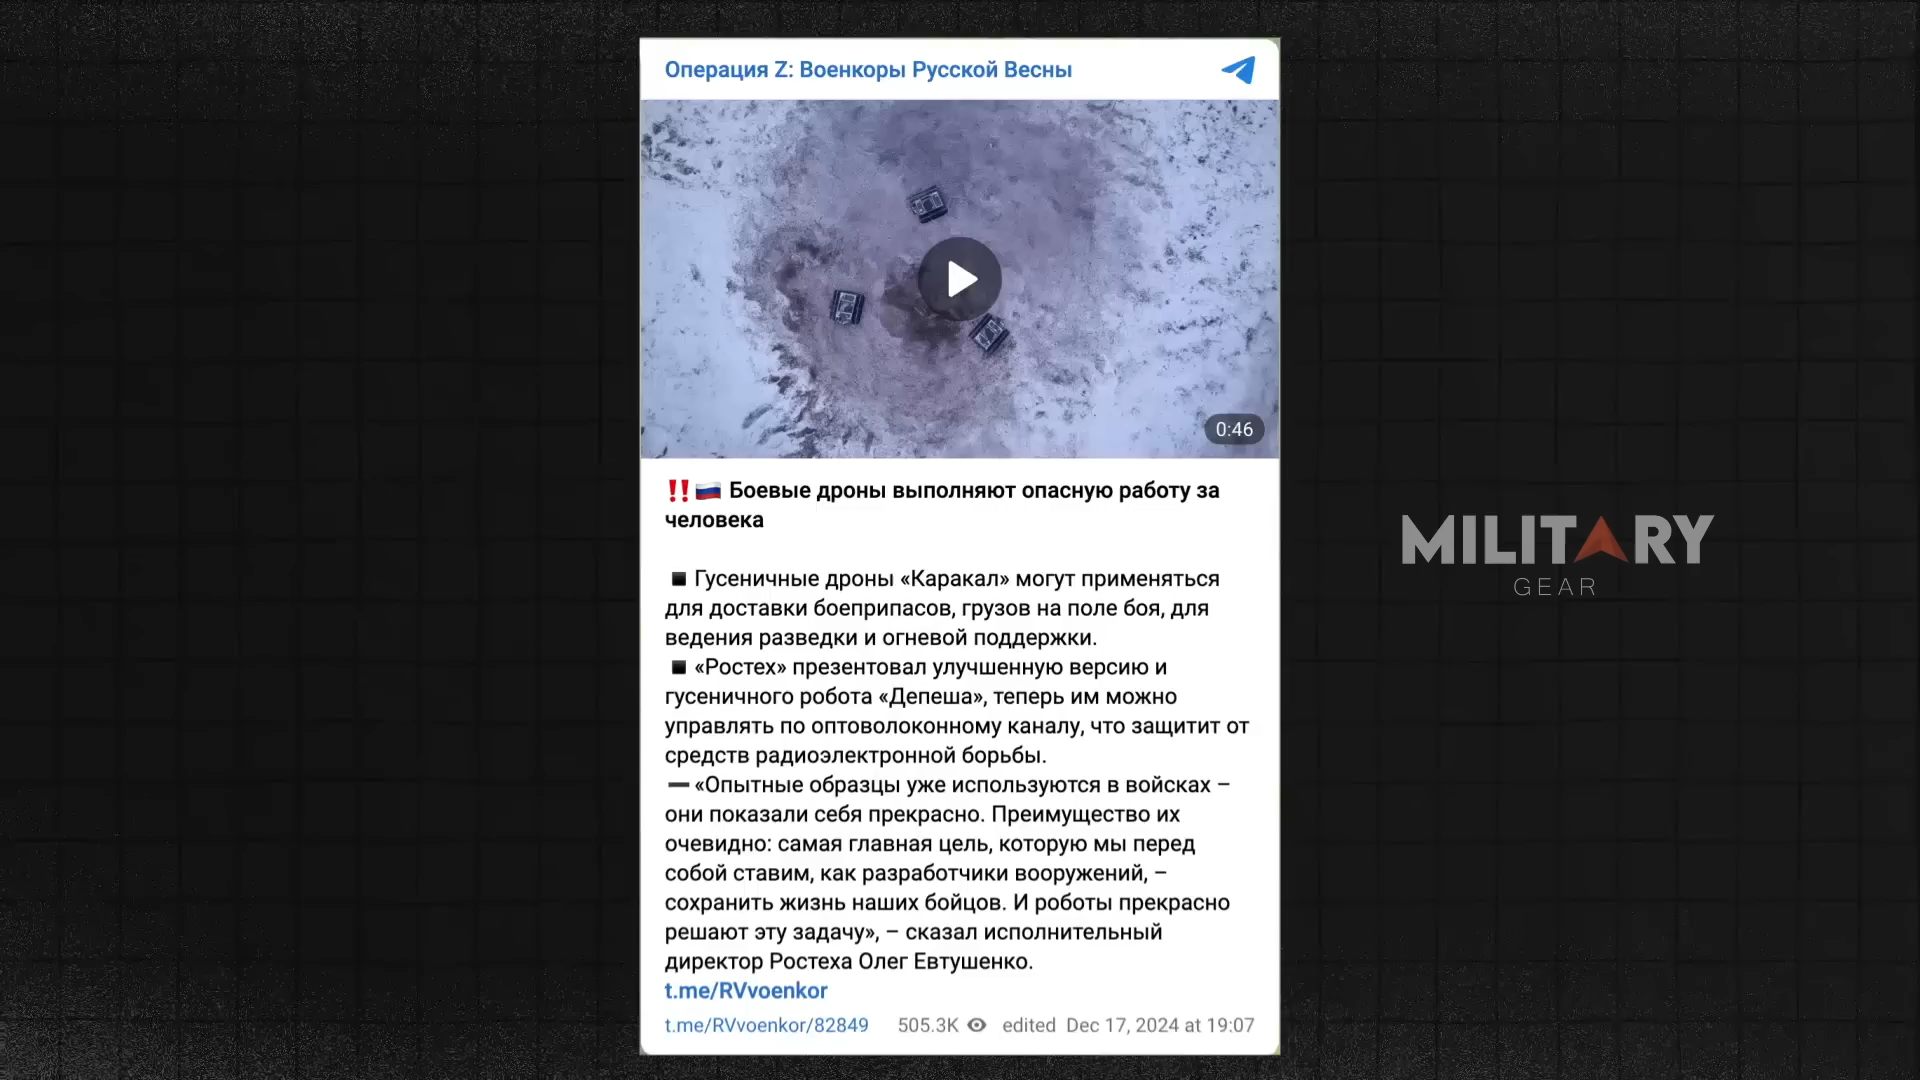 Операция Z: Военкоры Русской Весны
0:46
‼️🇷🇺 Боевые дроны выполняют опасную работу за
человека
▪️ Гусеничные дроны «Каракал» могут применяться
для доставки боеприпасов, грузов на поле боя, для
ведения разведки и огневой поддержки.
▪️ «Ростех» презентовал улучшенную версию и
гусеничного робота «Депеша», теперь им можно
управлять по оптоволоконному каналу, что защитит от
средств радиоэлектронной борьбы.
➖ «Опытные образцы уже используются в войсках –
они показали себя прекрасно. Преимущество их
очевидно: самая главная цель, которую мы перед
собой ставим, как разработчики вооружений, –
сохранить жизнь наших бойцов. И роботы прекрасно
решают эту задачу», – сказал исполнительный
директор Ростеха Олег Евтушенко.
t.me/RVvoenkor
t.me/RVvoenkor/82849 505.3K edited Dec 17, 2024 at 19:07
MILITARY
GEAR